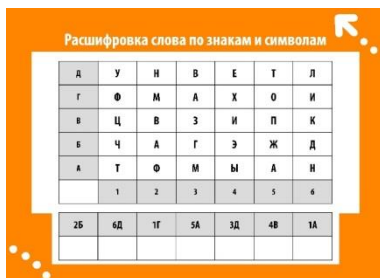 Расшифровка слова по знакам и символам
Д У Н В Е Т Л
Г Ф М А Х О И
В Ц В З И П К
Б Ч А Г Э Ж Д
А Т Ф М Ы А Н
1 2 3 4 5 6
2Б 6Д 1Г 5А 3Д 4В 1А